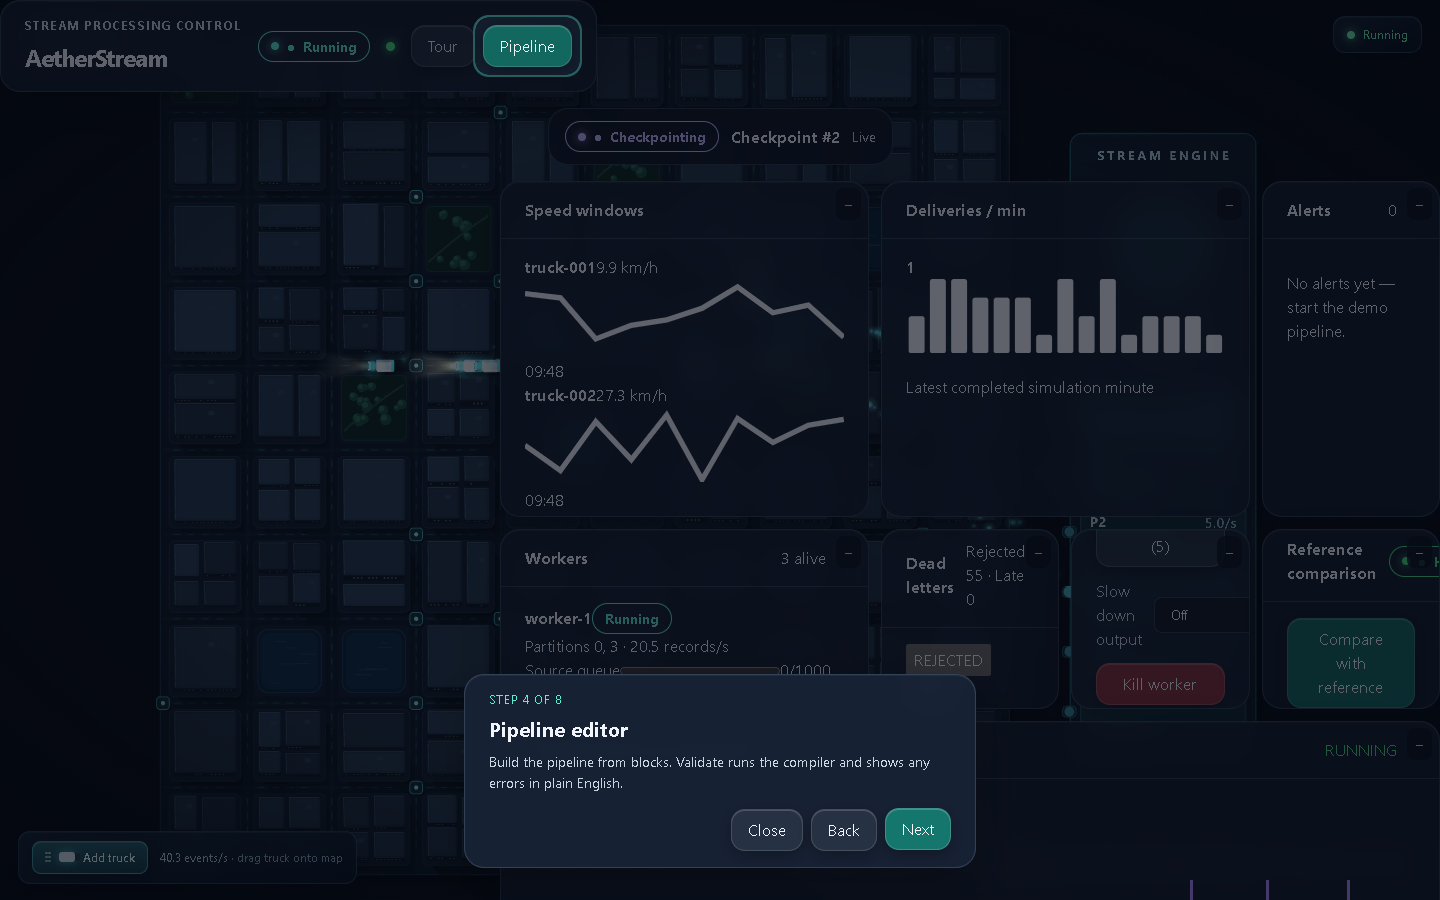 STREAM PROCESSING CONTROL
AetherStream
Running
Tour
Pipeline
Running
Checkpointing
Checkpoint #2
Live
STREAM ENGINE
Speed windows
–
truck-0019.9 km/h
09:48
truck-00227.3 km/h
09:48
Deliveries / min
–
1
Latest completed simulation minute
Alerts
0
–
No alerts yet —
start the demo
pipeline.
Workers
3 alive
–
worker-1
Running
Partitions 0, 3 · 20.5 records/s
Source queue
0/1000
Dead
letters
Rejected
55 · Late
0
–
REJECTED
P2
5.0/s
(5)
–
Slow
down
output
Off
Kill worker
Reference
comparison
–
Compare
with
reference
RUNNING
–
STEP 4 OF 8
Pipeline editor
Build the pipeline from blocks. Validate runs the compiler and shows any
errors in plain English.
Close
Back
Next
Add truck
40.3 events/s · drag truck onto map